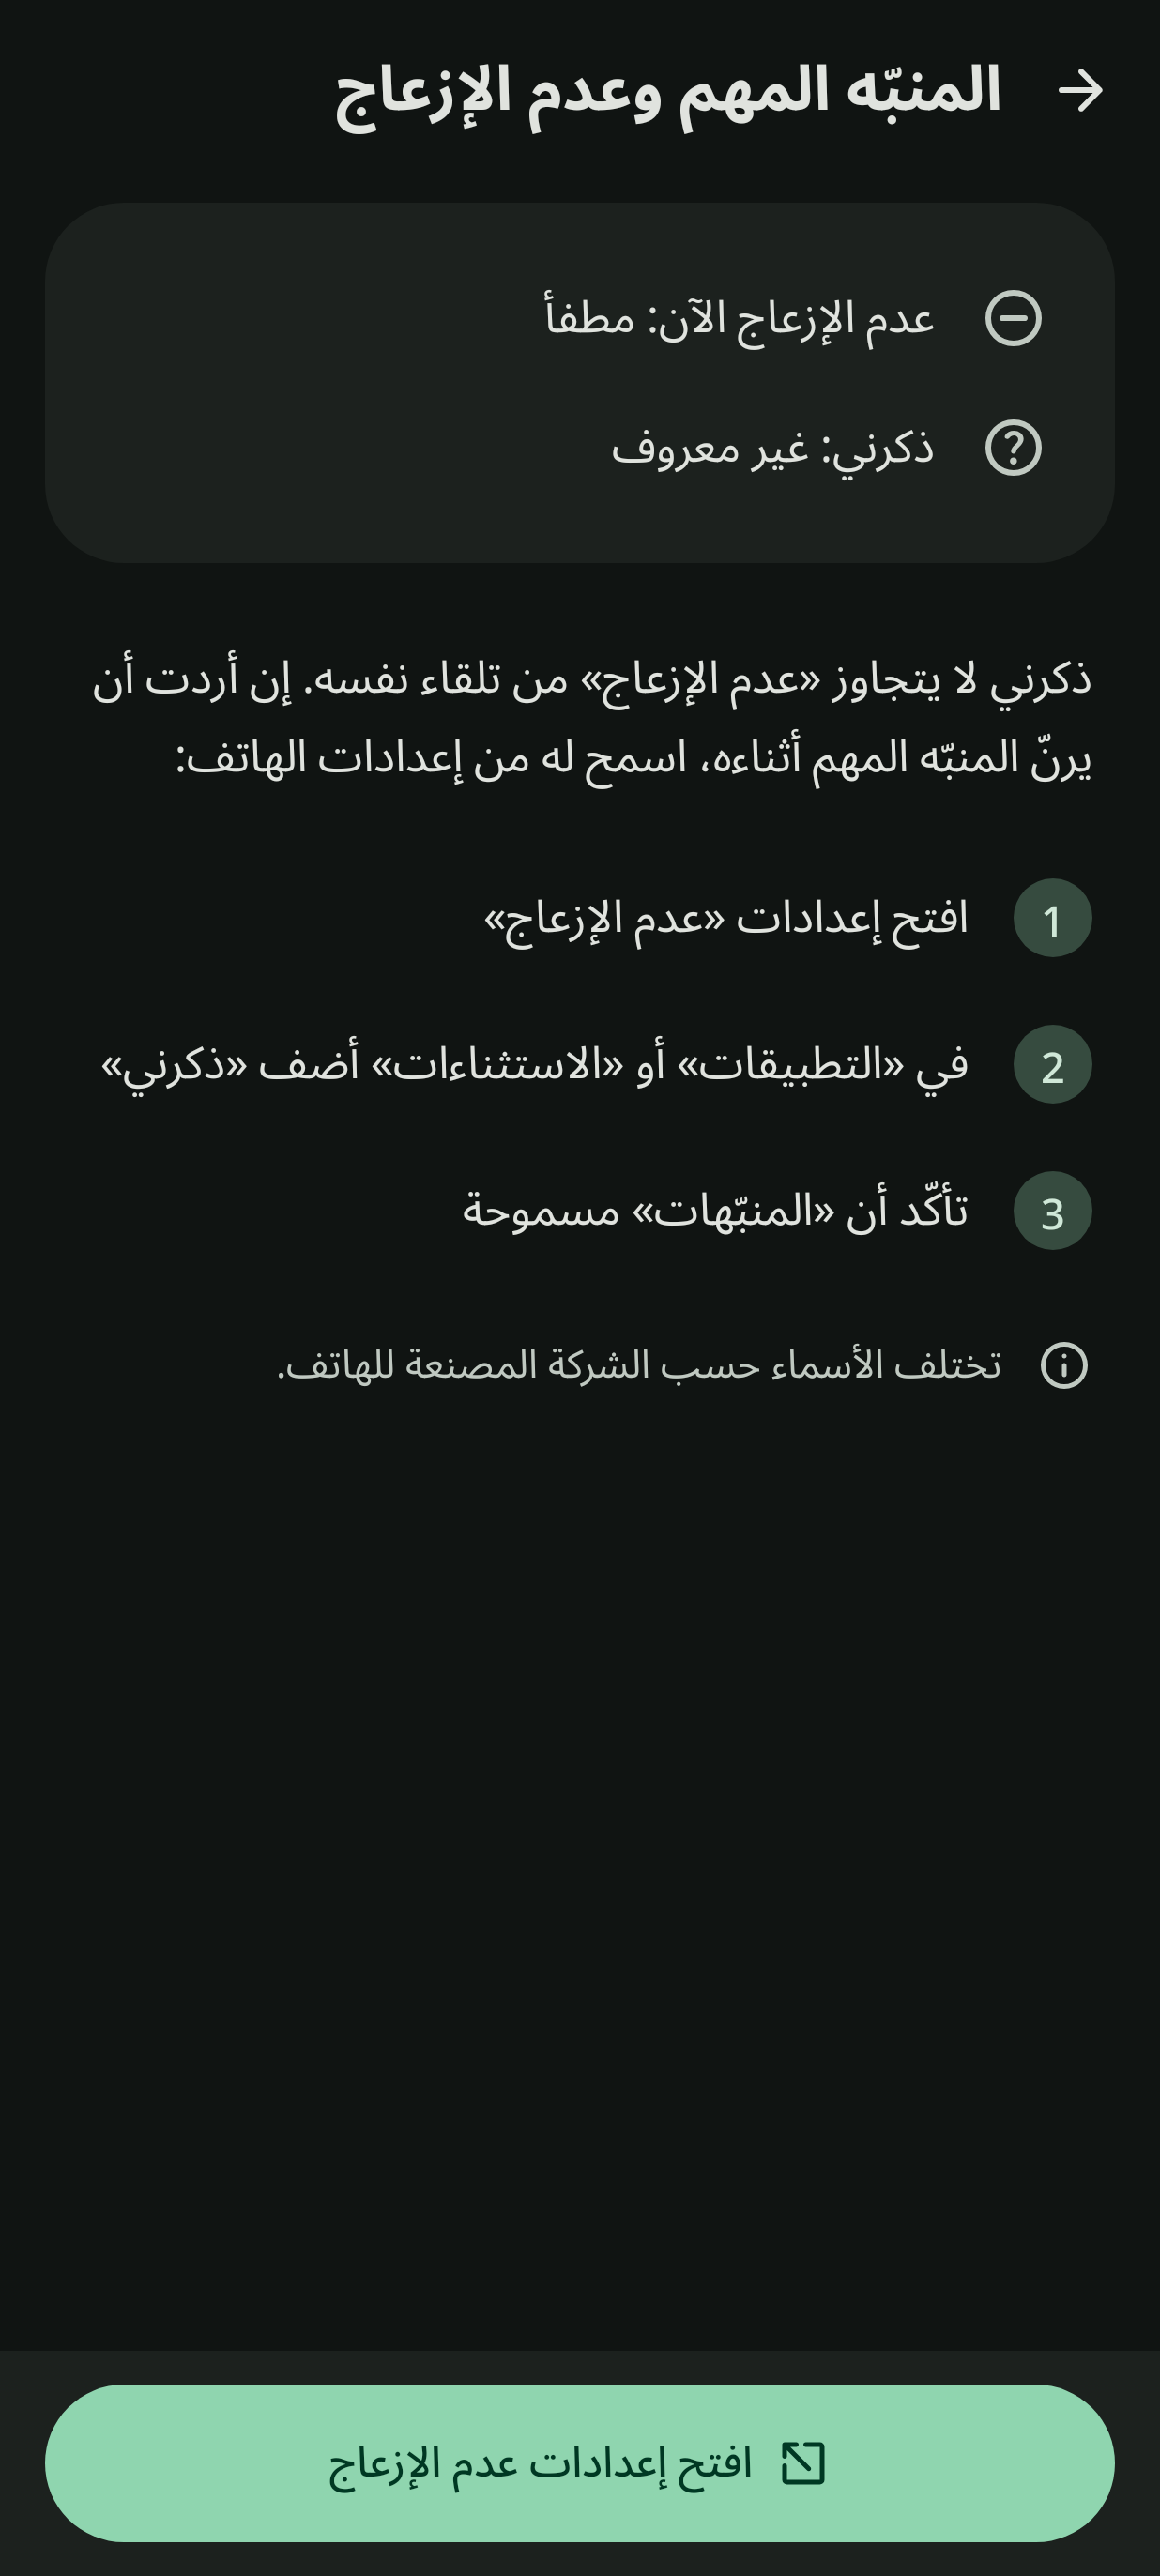 المنبّه المهم وعدم الإزعاج
عدم الإزعاج الآن: مطفأ
ذكرني: غير معروف
ذكرني لا يتجاوز «عدم الإزعاج» من تلقاء نفسه. إن أردت أن
يرنّ المنبّه المهم أثناءه، اسمح له من إعدادات الهاتف:
1 افتح إعدادات «عدم الإزعاج»
2 في «التطبيقات» أو «الاستثناءات» أضف «ذكرني»
3 تأكّد أن «المنبّهات» مسموحة
تختلف الأسماء حسب الشركة المصنعة للهاتف.
افتح إعدادات عدم الإزعاج